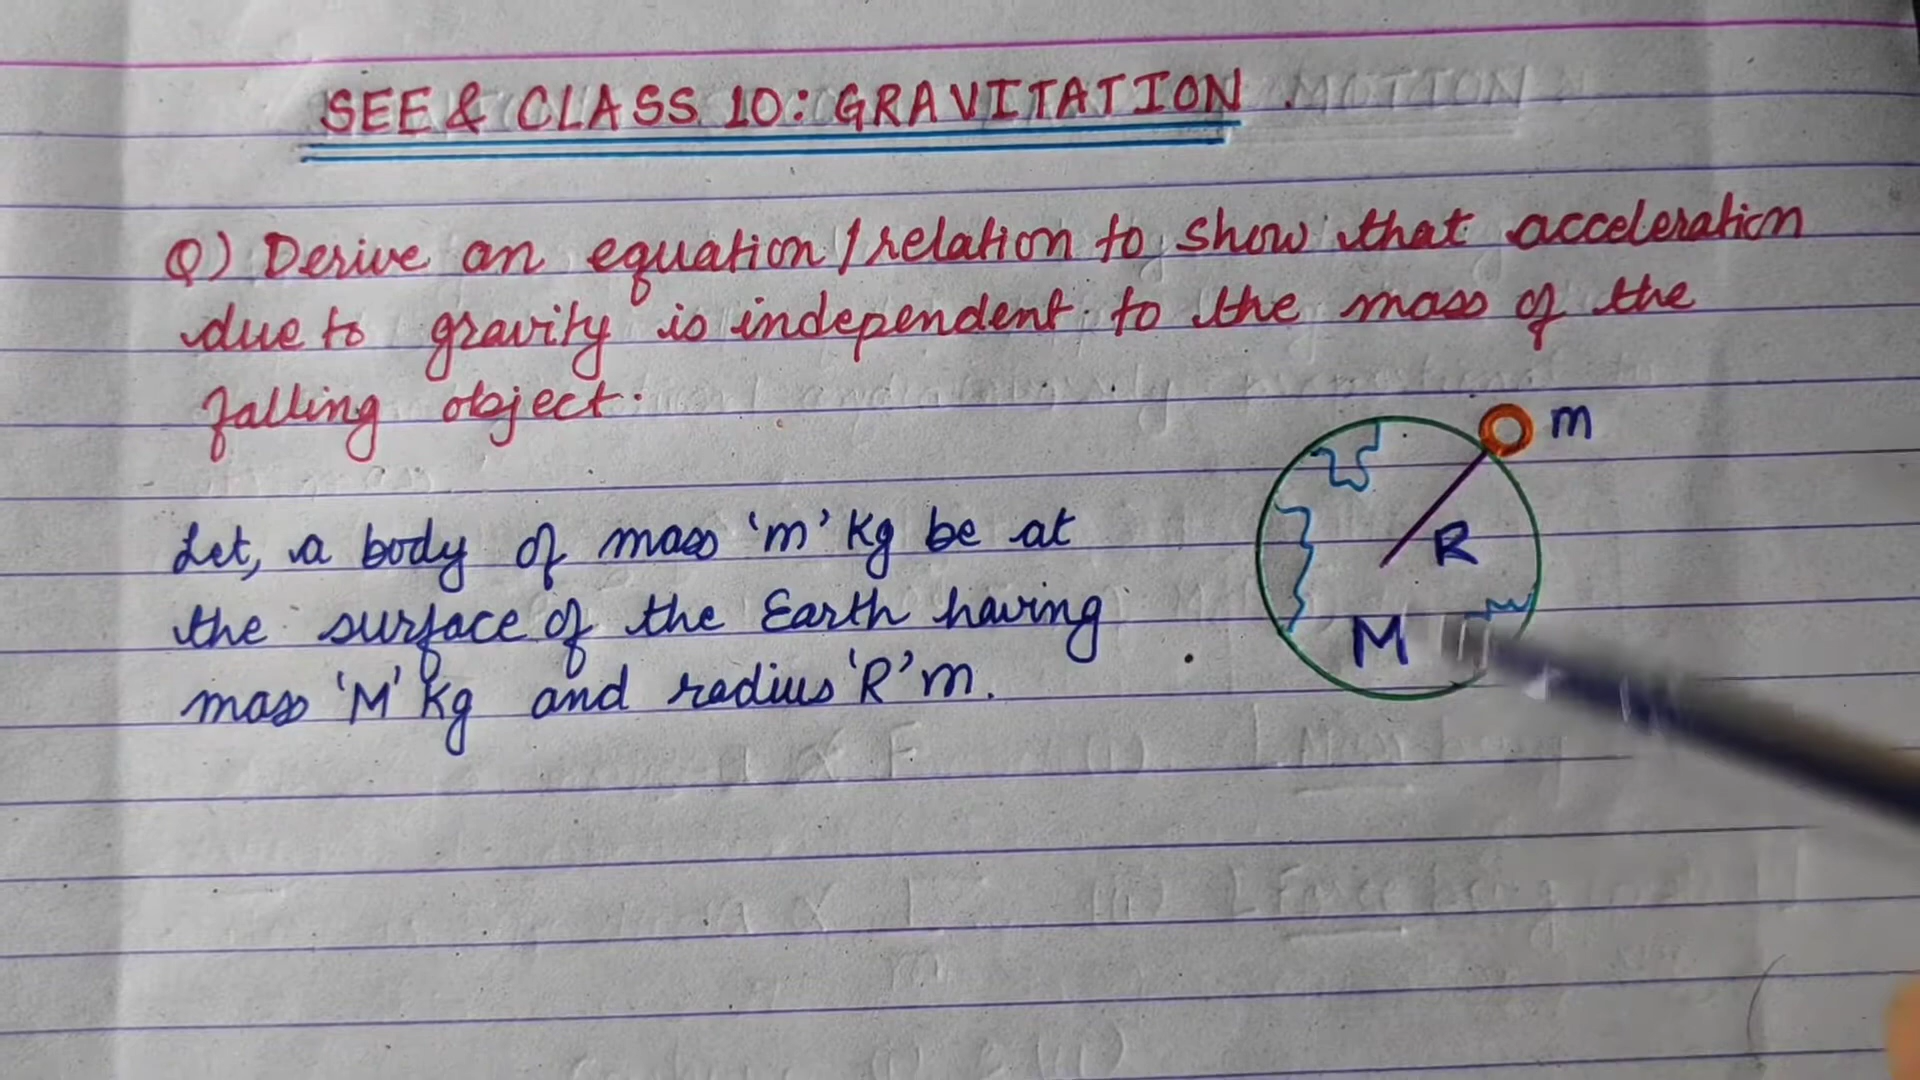 SEE & CLASS 10: GRAVITATION.
Q) Derive an equation/relation to show that acceleration
due to gravity is independent to the mass of the
falling object.
m
R
M
Let, a body of mass 'm' kg be at
the surface of the Earth having
mass 'M' kg and radius 'R' m.